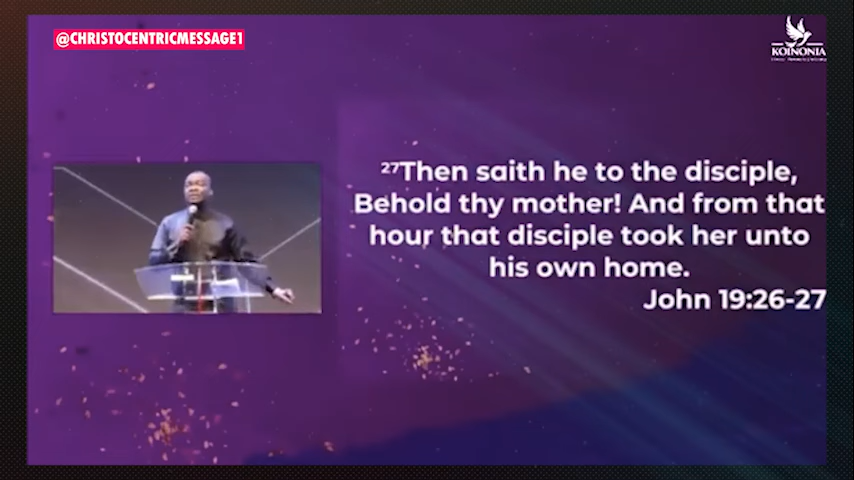 @CHRISTOCENTRICMESSAGE1
KOINONIA
27Then saith he to the disciple,
Behold thy mother! And from that
hour that disciple took her unto
his own home.
John 19:26-27